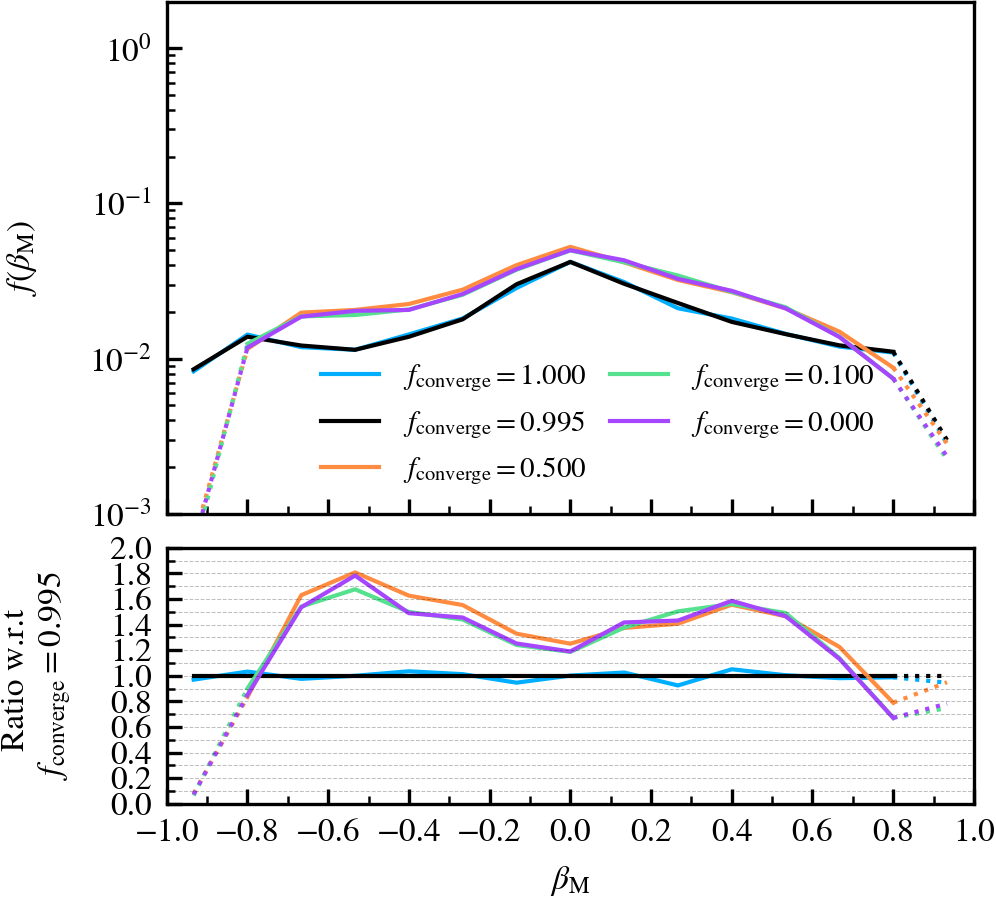 10⁰
10⁻¹
10⁻²
10⁻³
f(β_M)
f_converge = 1.000
f_converge = 0.995
f_converge = 0.500
f_converge = 0.100
f_converge = 0.000
2.0
1.8
1.6
1.4
1.2
1.0
0.8
0.6
0.4
0.2
0.0
Ratio w.r.t
f_converge = 0.995
−1.0 −0.8 −0.6 −0.4 −0.2 0.0 0.2 0.4 0.6 0.8 1.0
β_M